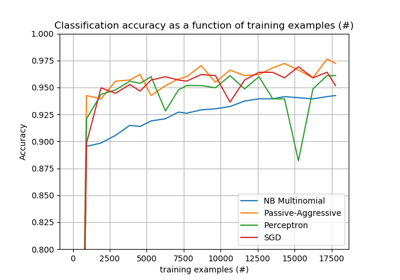 Classification accuracy as a function of training examples (#)
1.000
0.975
0.950
0.925
0.900
0.875
0.850
0.825
0.800
Accuracy
NB Multinomial
Passive-Aggressive
Perceptron
SGD
0 2500 5000 7500 10000 12500 15000 17500
training examples (#)